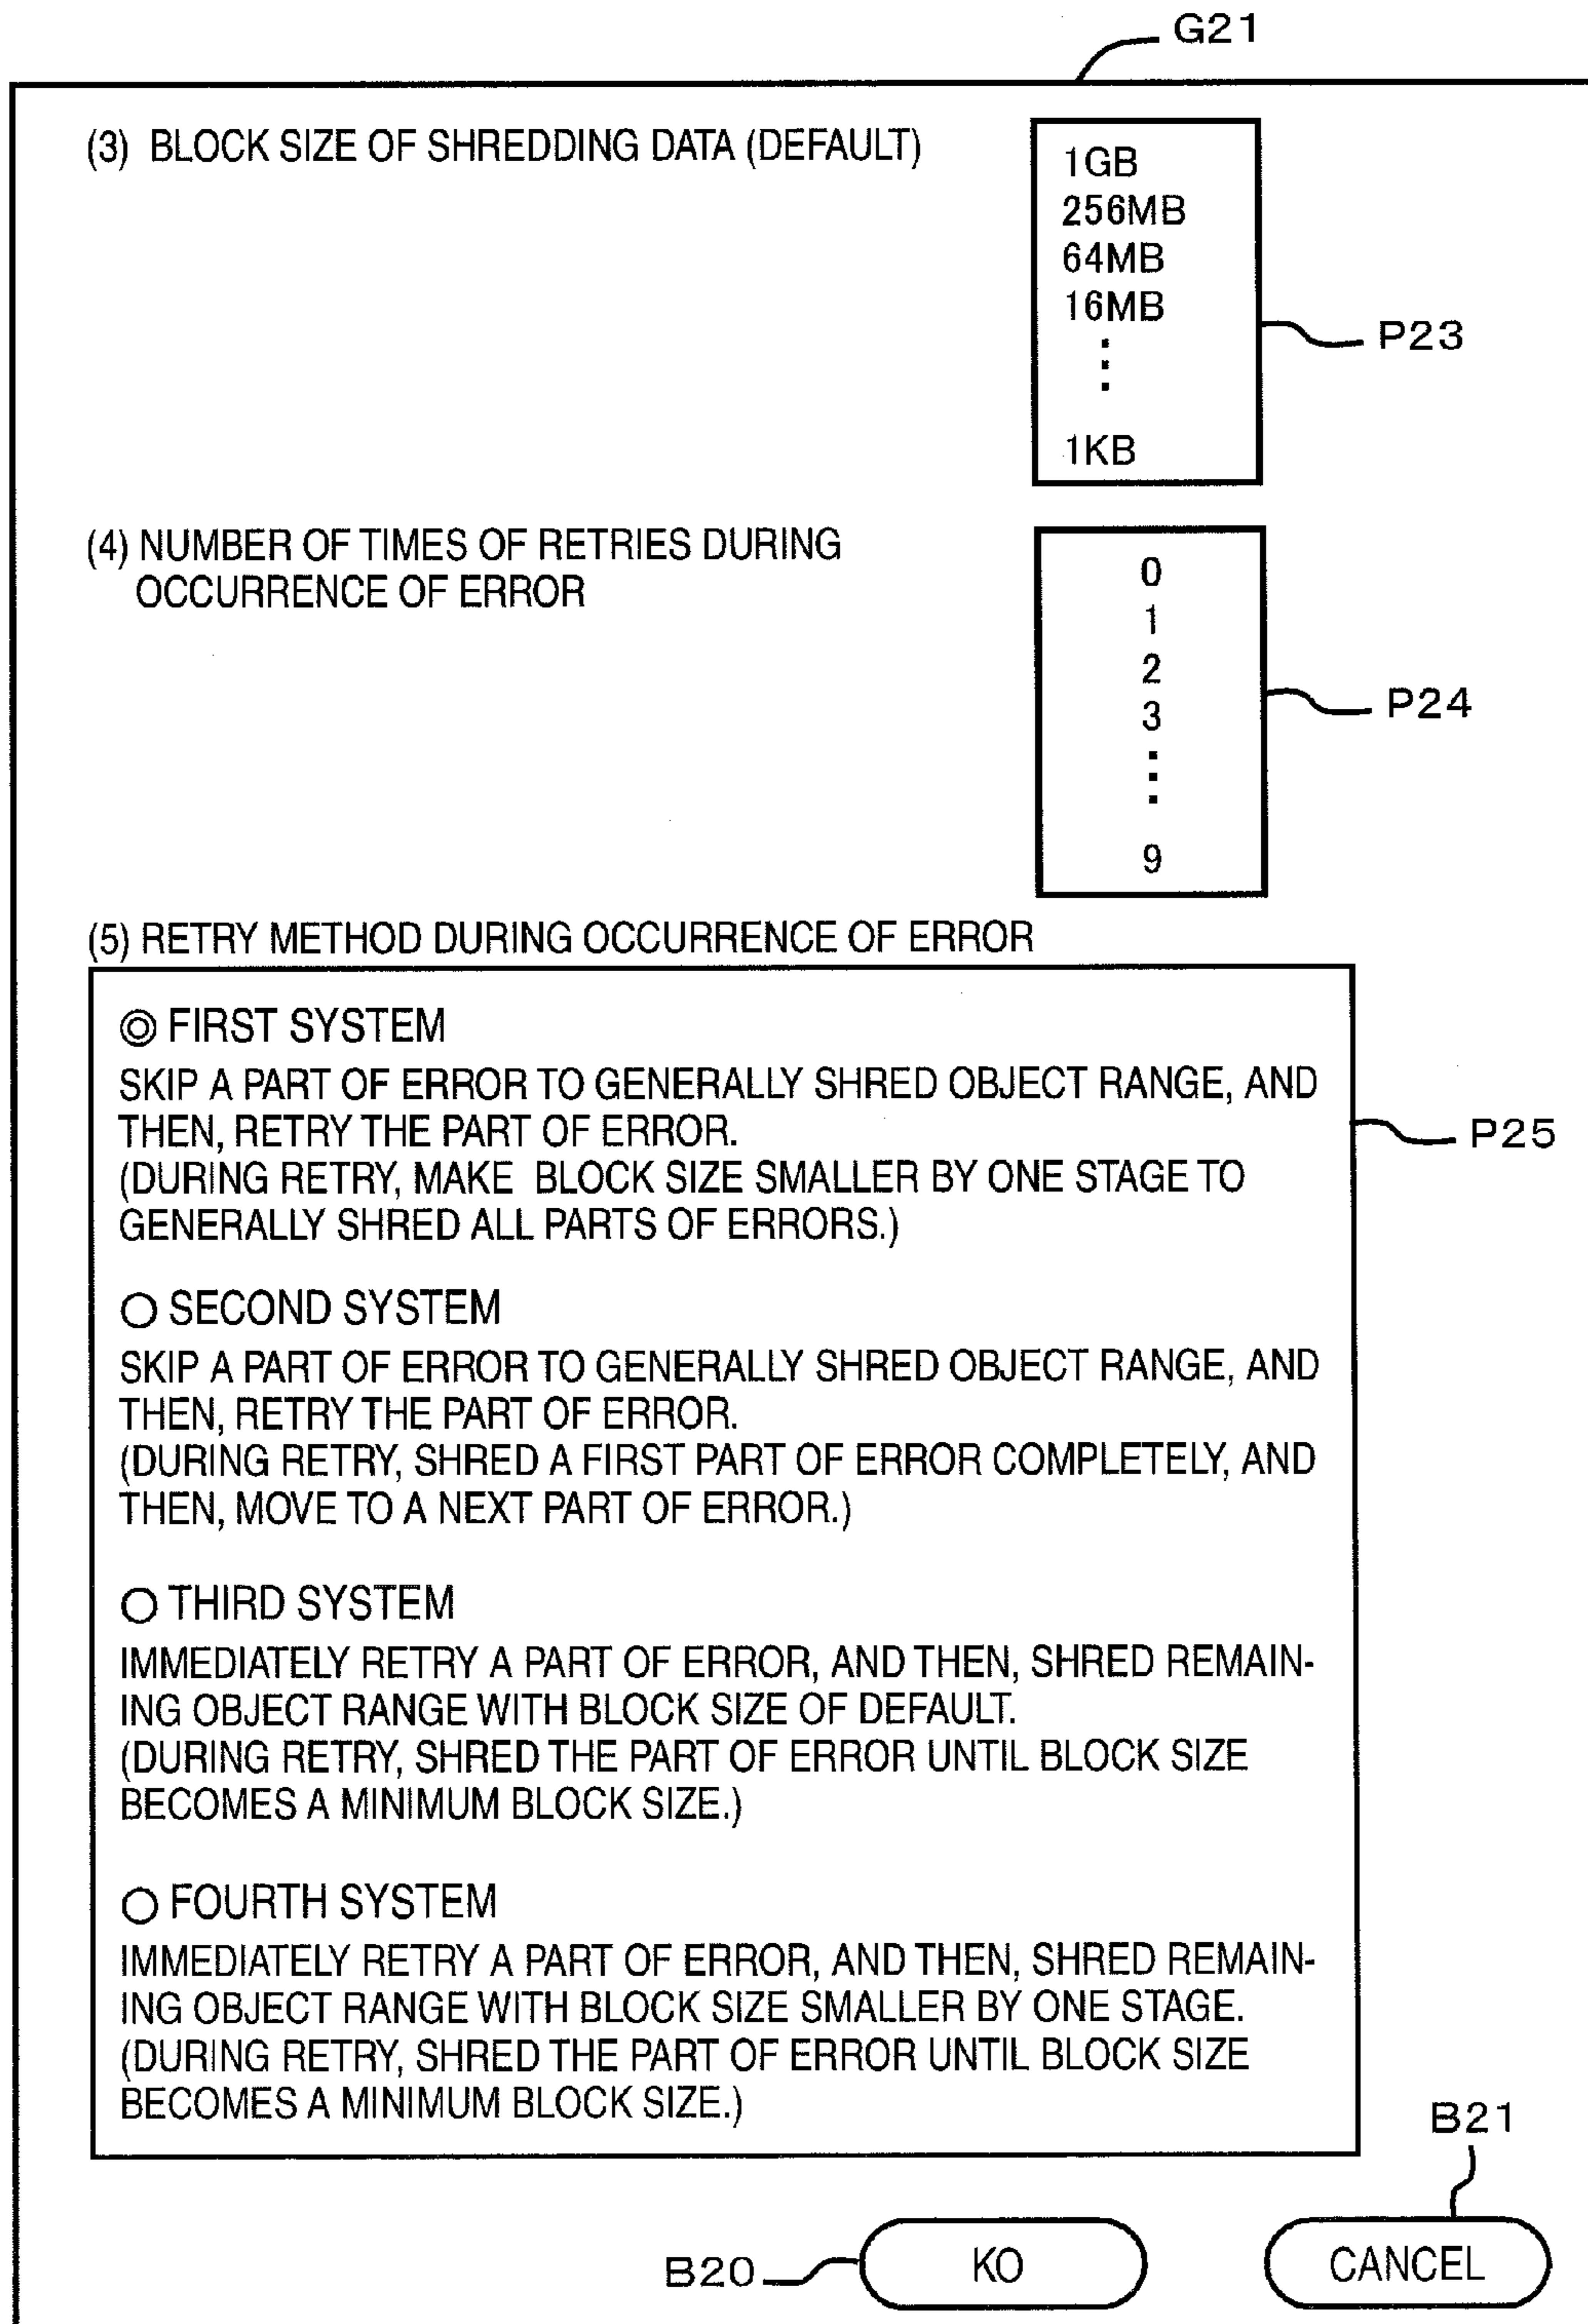 G21
(3) BLOCK SIZE OF SHREDDING DATA (DEFAULT)
1GB
256MB
64MB
16MB
⋮
1KB
P23
(4) NUMBER OF TIMES OF RETRIES DURING
OCCURRENCE OF ERROR
0
1
2
3
⋮
9
P24
(5) RETRY METHOD DURING OCCURRENCE OF ERROR
◎ FIRST SYSTEM
SKIP A PART OF ERROR TO GENERALLY SHRED OBJECT RANGE, AND
THEN, RETRY THE PART OF ERROR.
(DURING RETRY, MAKE BLOCK SIZE SMALLER BY ONE STAGE TO
GENERALLY SHRED ALL PARTS OF ERRORS.)
P25
○ SECOND SYSTEM
SKIP A PART OF ERROR TO GENERALLY SHRED OBJECT RANGE, AND
THEN, RETRY THE PART OF ERROR.
(DURING RETRY, SHRED A FIRST PART OF ERROR COMPLETELY, AND
THEN, MOVE TO A NEXT PART OF ERROR.)
○ THIRD SYSTEM
IMMEDIATELY RETRY A PART OF ERROR, AND THEN, SHRED REMAIN-
ING OBJECT RANGE WITH BLOCK SIZE OF DEFAULT.
(DURING RETRY, SHRED THE PART OF ERROR UNTIL BLOCK SIZE
BECOMES A MINIMUM BLOCK SIZE.)
○ FOURTH SYSTEM
IMMEDIATELY RETRY A PART OF ERROR, AND THEN, SHRED REMAIN-
ING OBJECT RANGE WITH BLOCK SIZE SMALLER BY ONE STAGE.
(DURING RETRY, SHRED THE PART OF ERROR UNTIL BLOCK SIZE
BECOMES A MINIMUM BLOCK SIZE.)
B21
B20
KO
CANCEL